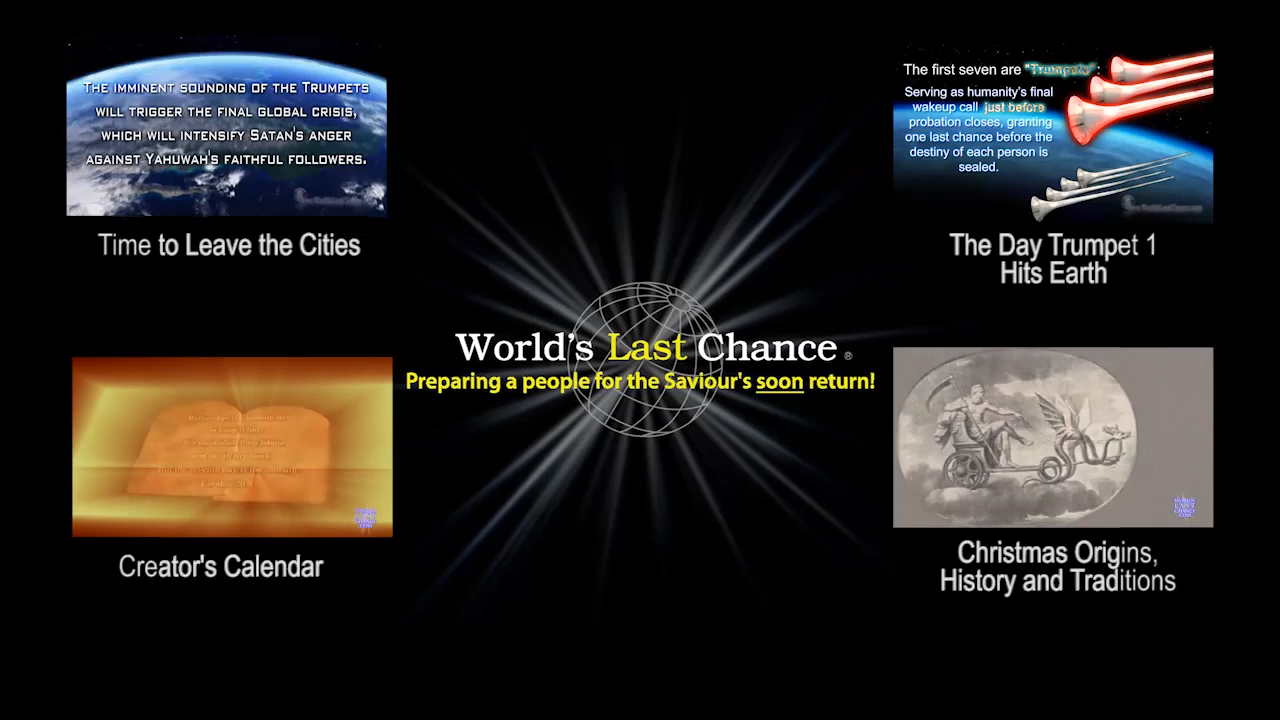 THE IMMINENT SOUNDING OF THE TRUMPETS
WILL TRIGGER THE FINAL GLOBAL CRISIS,
WHICH WILL INTENSIFY SATAN'S ANGER
AGAINST YAHUWAH'S FAITHFUL FOLLOWERS.
Time to Leave the Cities
The first seven are "Trumpets":
Serving as humanity's final
wakeup call just before
probation closes, granting
one last chance before the
destiny of each person is
sealed.
The Day Trumpet 1
Hits Earth
World's Last Chance ®
Preparing a people for the Saviour's soon return!
Creator's Calendar
WORLD'S
LAST
CHANCE
.COM
Christmas Origins,
History and Traditions